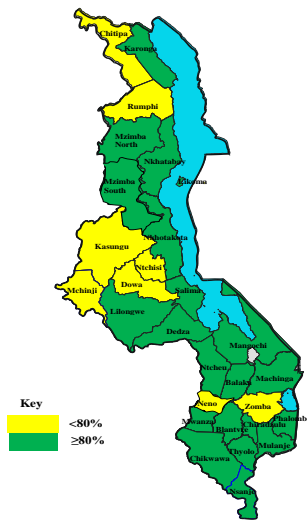 Chitipa
Karonga
Rumphi
Mzimba
North
Nkhatabay
Mzimba
South
Likoma
Nkhotakota
Kasungu
Ntchisi
Mchinji
Dowa
Salima
Lilongwe
Dedza
Mangochi
Ntcheu
Machinga
Balaka
Neno
Zomba
Mwanza
Phalomb
Chiradzulu
Blantyre
Mulanje
Thyolo
Chikwawa
Nsanje
Key
<80%
≥80%